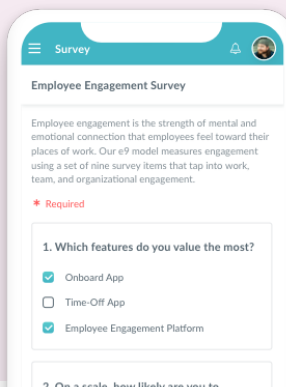 Survey
Employee Engagement Survey
Employee engagement is the strength of mental and
emotional connection that employees feel toward their
places of work. Our e9 model measures engagement
using a set of nine survey items that tap into work,
team, and organizational engagement.
* Required
1. Which features do you value the most?
Onboard App
Time-Off App
Employee Engagement Platform
2. On a scale, how likely are you to